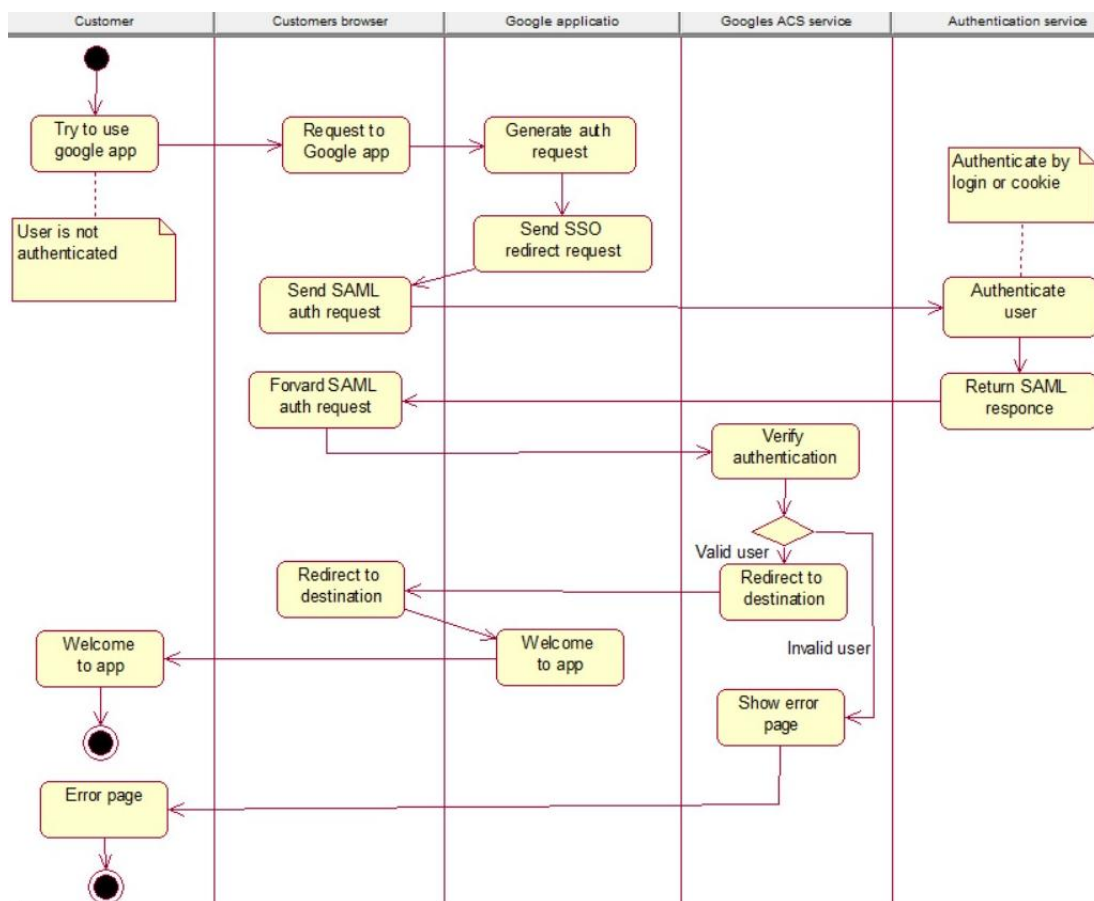 Customer
Customers browser
Google applicatio
Googles ACS service
Authentication service
Try to use
google app
Request to
Google app
Generate auth
request
Authenticate by
login or cookie
User is not
authenticated
Send SSO
redirect request
Send SAML
auth request
Authenticate
user
Forvard SAML
auth request
Return SAML
responce
Verify
authentication
Valid user
Redirect to
destination
Redirect to
destination
Welcome
to app
Welcome
to app
Invalid user
Show error
page
Error page